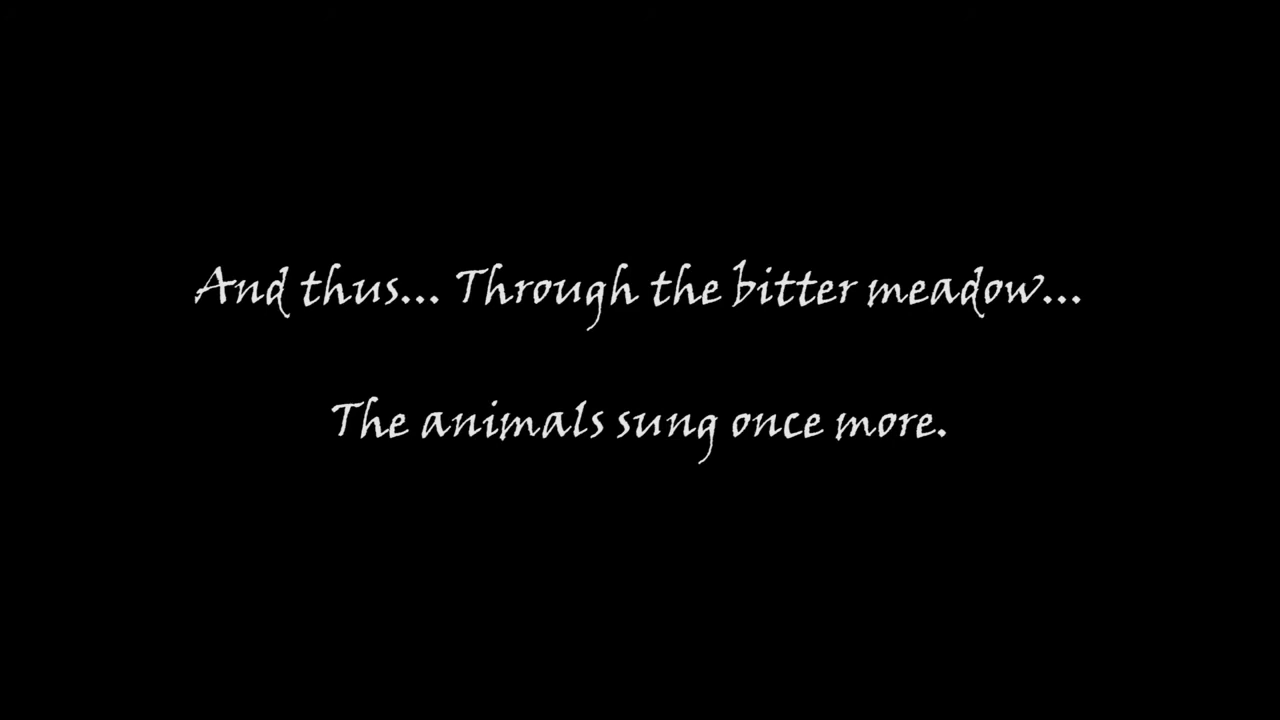 And thus... Through the bitter meadow...
The animals sung once more.